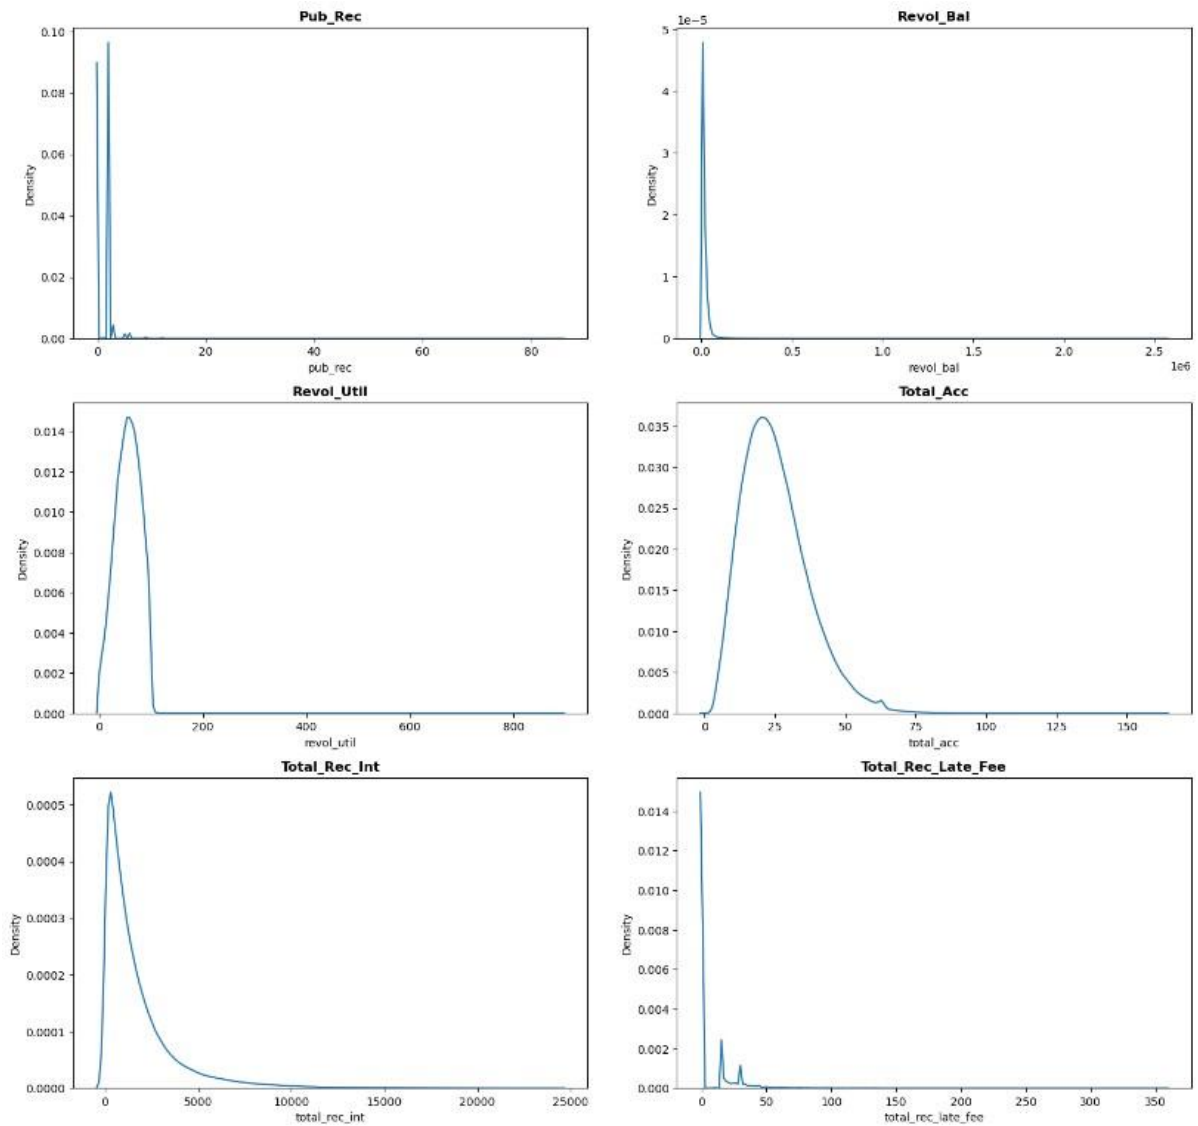 Pub_Rec
0.10
0.08
0.06
0.04
0.02
0.00
Density
0 20 40 60 80
pub_rec
Revol_Bal
1e−5
5
4
3
2
1
0
Density
0.0 0.5 1.0 1.5 2.0 2.5
1e6
revol_bal
Revol_Util
0.014
0.012
0.010
0.008
0.006
0.004
0.002
0.000
Density
0 200 400 600 800
revol_util
Total_Acc
0.035
0.030
0.025
0.020
0.015
0.010
0.005
0.000
Density
0 25 50 75 100 125 150
total_acc
Total_Rec_Int
0.0005
0.0004
0.0003
0.0002
0.0001
0.0000
Density
0 5000 10000 15000 20000 25000
total_rec_int
Total_Rec_Late_Fee
0.014
0.012
0.010
0.008
0.006
0.004
0.002
0.000
Density
0 50 100 150 200 250 300 350
total_rec_late_fee